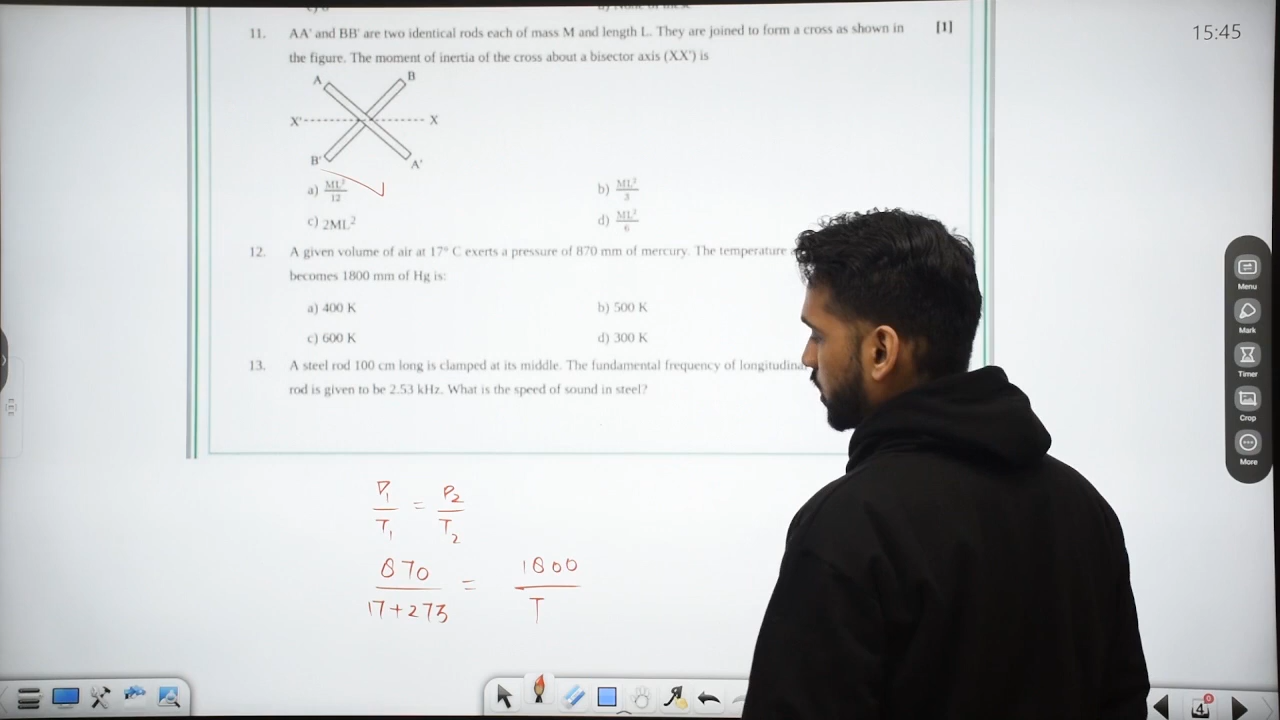 15:45
11. AA' and BB' are two identical rods each of mass M and length L. They are joined to form a cross as shown in [1]
the figure. The moment of inertia of the cross about a bisector axis (XX') is
A B
X' X
B' A'
a) ML²/12 b) ML²/3
c) 2ML² d) ML²/6
12. A given volume of air at 17° C exerts a pressure of 870 mm of mercury. The temperature
becomes 1800 mm of Hg is:
a) 400 K b) 500 K
c) 600 K d) 300 K
13. A steel rod 100 cm long is clamped at its middle. The fundamental frequency of
rod is given to be 2.53 kHz. What is the speed of sound in steel?
P₁/T₁ = P₂/T₂
870/17+273 = 1800/T
Menu
Mark
Timer
Crop
More
4